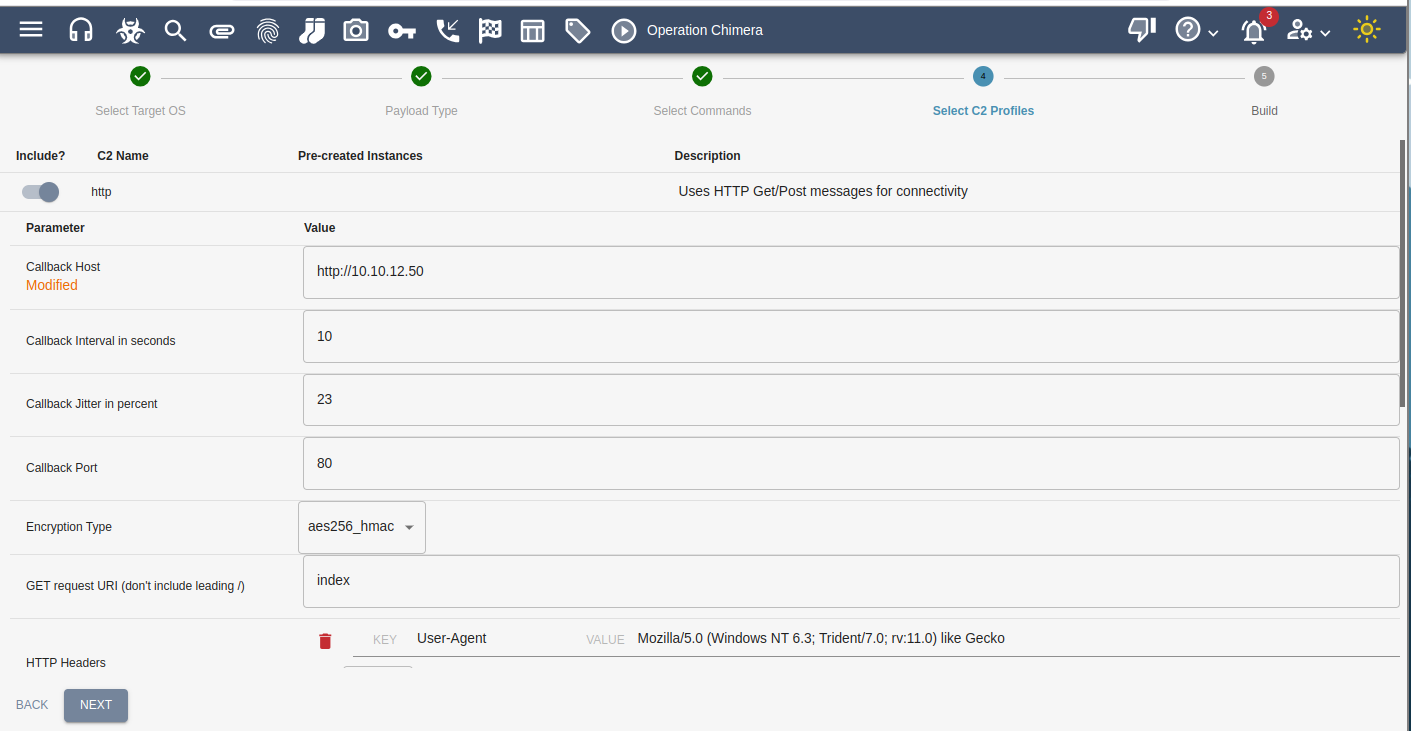 Operation Chimera
3
4
5
Select Target OS
Payload Type
Select Commands
Select C2 Profiles
Build
Include? C2 Name Pre-created Instances Description
http Uses HTTP Get/Post messages for connectivity
Parameter Value
Callback Host
Modified
http://10.10.12.50
Callback Interval in seconds 10
Callback Jitter in percent 23
Callback Port 80
Encryption Type aes256_hmac
GET request URI (don't include leading /) index
HTTP Headers
KEY User-Agent VALUE Mozilla/5.0 (Windows NT 6.3; Trident/7.0; rv:11.0) like Gecko
BACK NEXT